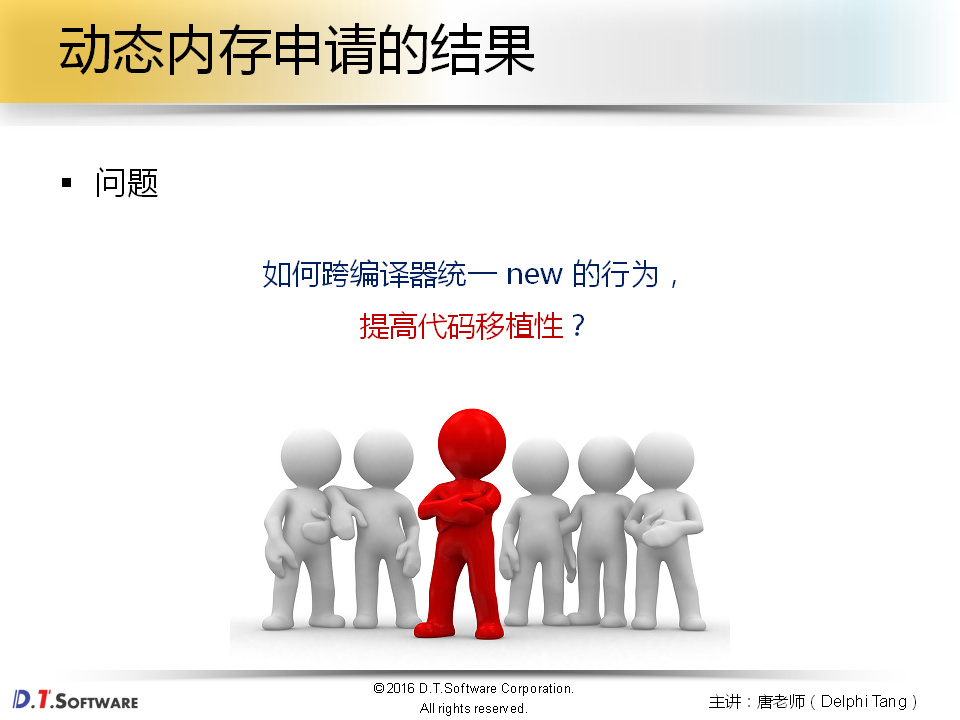 动态内存申请的结果
▪ 问题
如何跨编译器统一 new 的行为，
提高代码移植性？
D.T.SOFTWARE
©2016 D.T.Software Corporation.
All rights reserved.
主讲：唐老师（Delphi Tang）